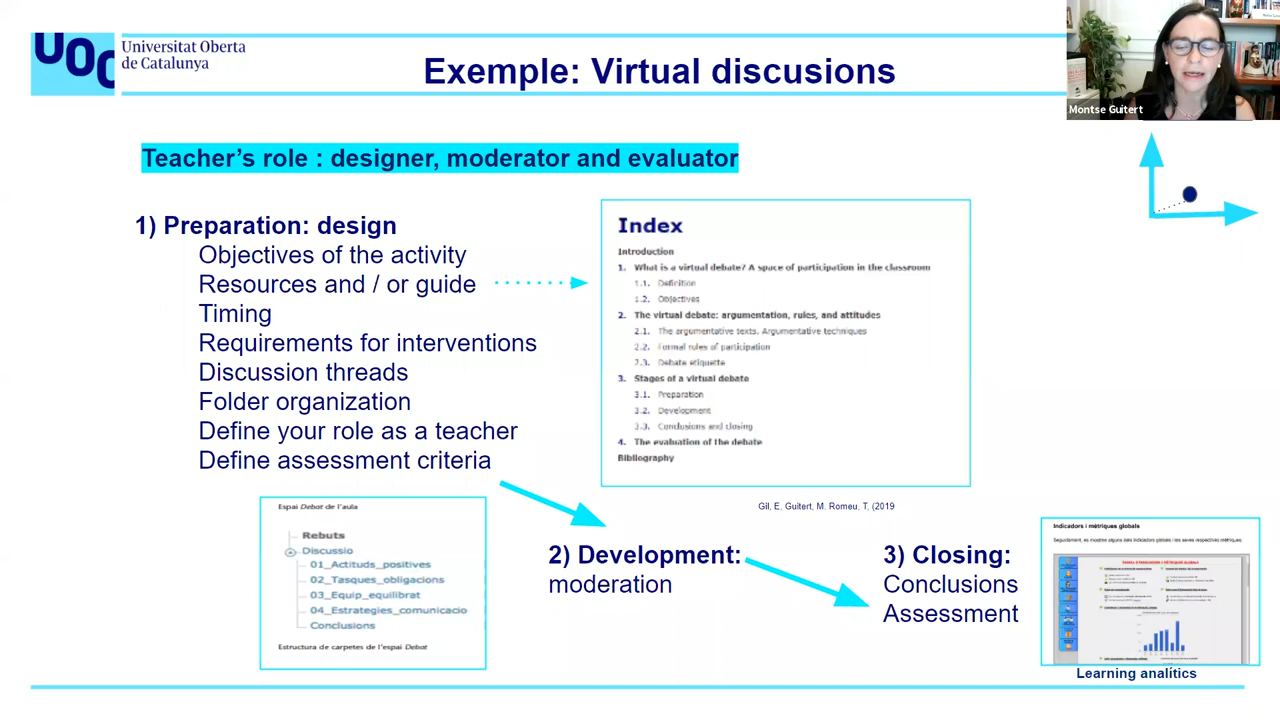 UOC
Universitat Oberta
de Catalunya
Exemple: Virtual discusions
Montse Guitert
Teacher's role : designer, moderator and evaluator
1) Preparation: design
Objectives of the activity
Resources and / or guide
Timing
Requirements for interventions
Discussion threads
Folder organization
Define your role as a teacher
Define assessment criteria
Index
Introduction
1. What is a virtual debate? A space of participation in the classroom
1.1. Definition
1.2. Objectives
2. The virtual debate: argumentation, rules, and attitudes
2.1. The argumentative texts. Argumentative techniques
2.2. Formal rules of participation
2.3. Debate etiquette
3. Stages of a virtual debate
3.1. Preparation
3.2. Development
3.3. Conclusions and closing
4. The evaluation of the debate
Bibliography
Gil, E, Guitert, M. Romeu, T, (2019
Espai Debat de l'aula
Rebuts
Discussio
01_Actituds_positives
02_Tasques_obligacions
03_Equip_equilibrat
04_Estrategies_comunicacio
Conclusions
Estructura de carpetes de l'espai Debat
2) Development:
moderation
3) Closing:
Conclusions
Assessment
Indicadors i mètriques globals
Learning analítics